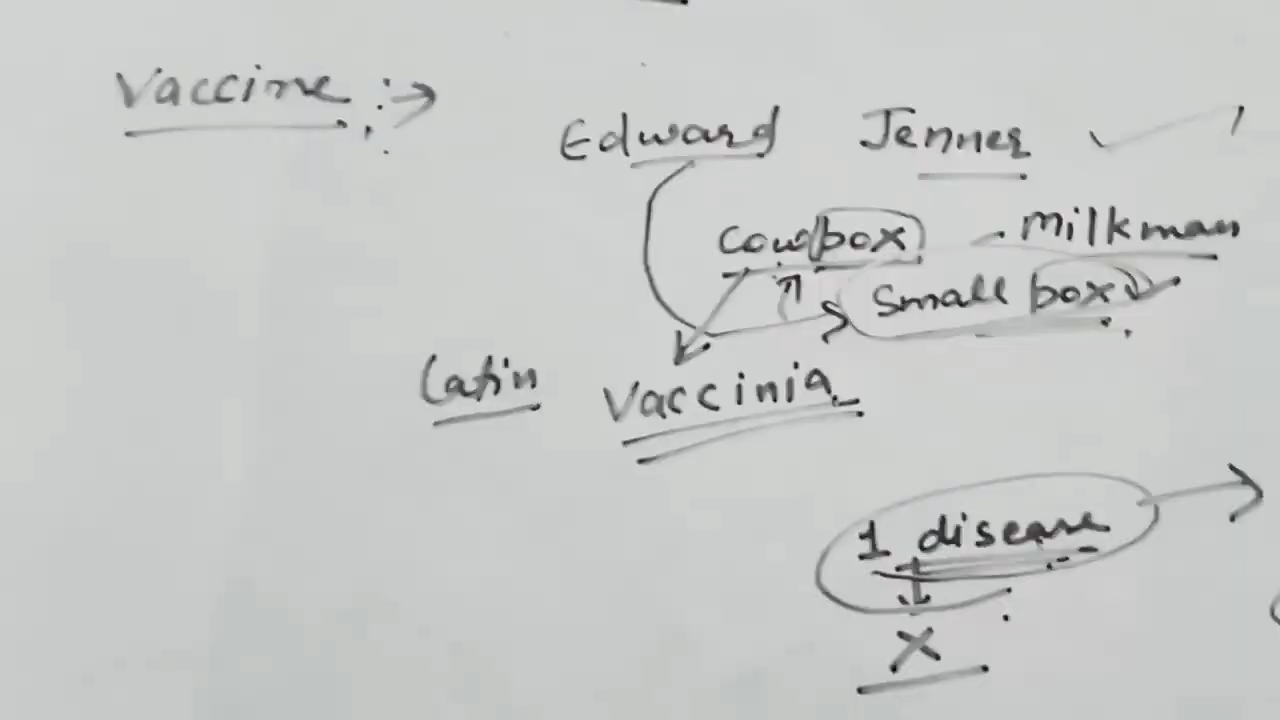 Vaccine :→
Edward Jenner ✓
Cowbox - Milkman
Small box
Latin Vaccinia
1 disease →
↓
X